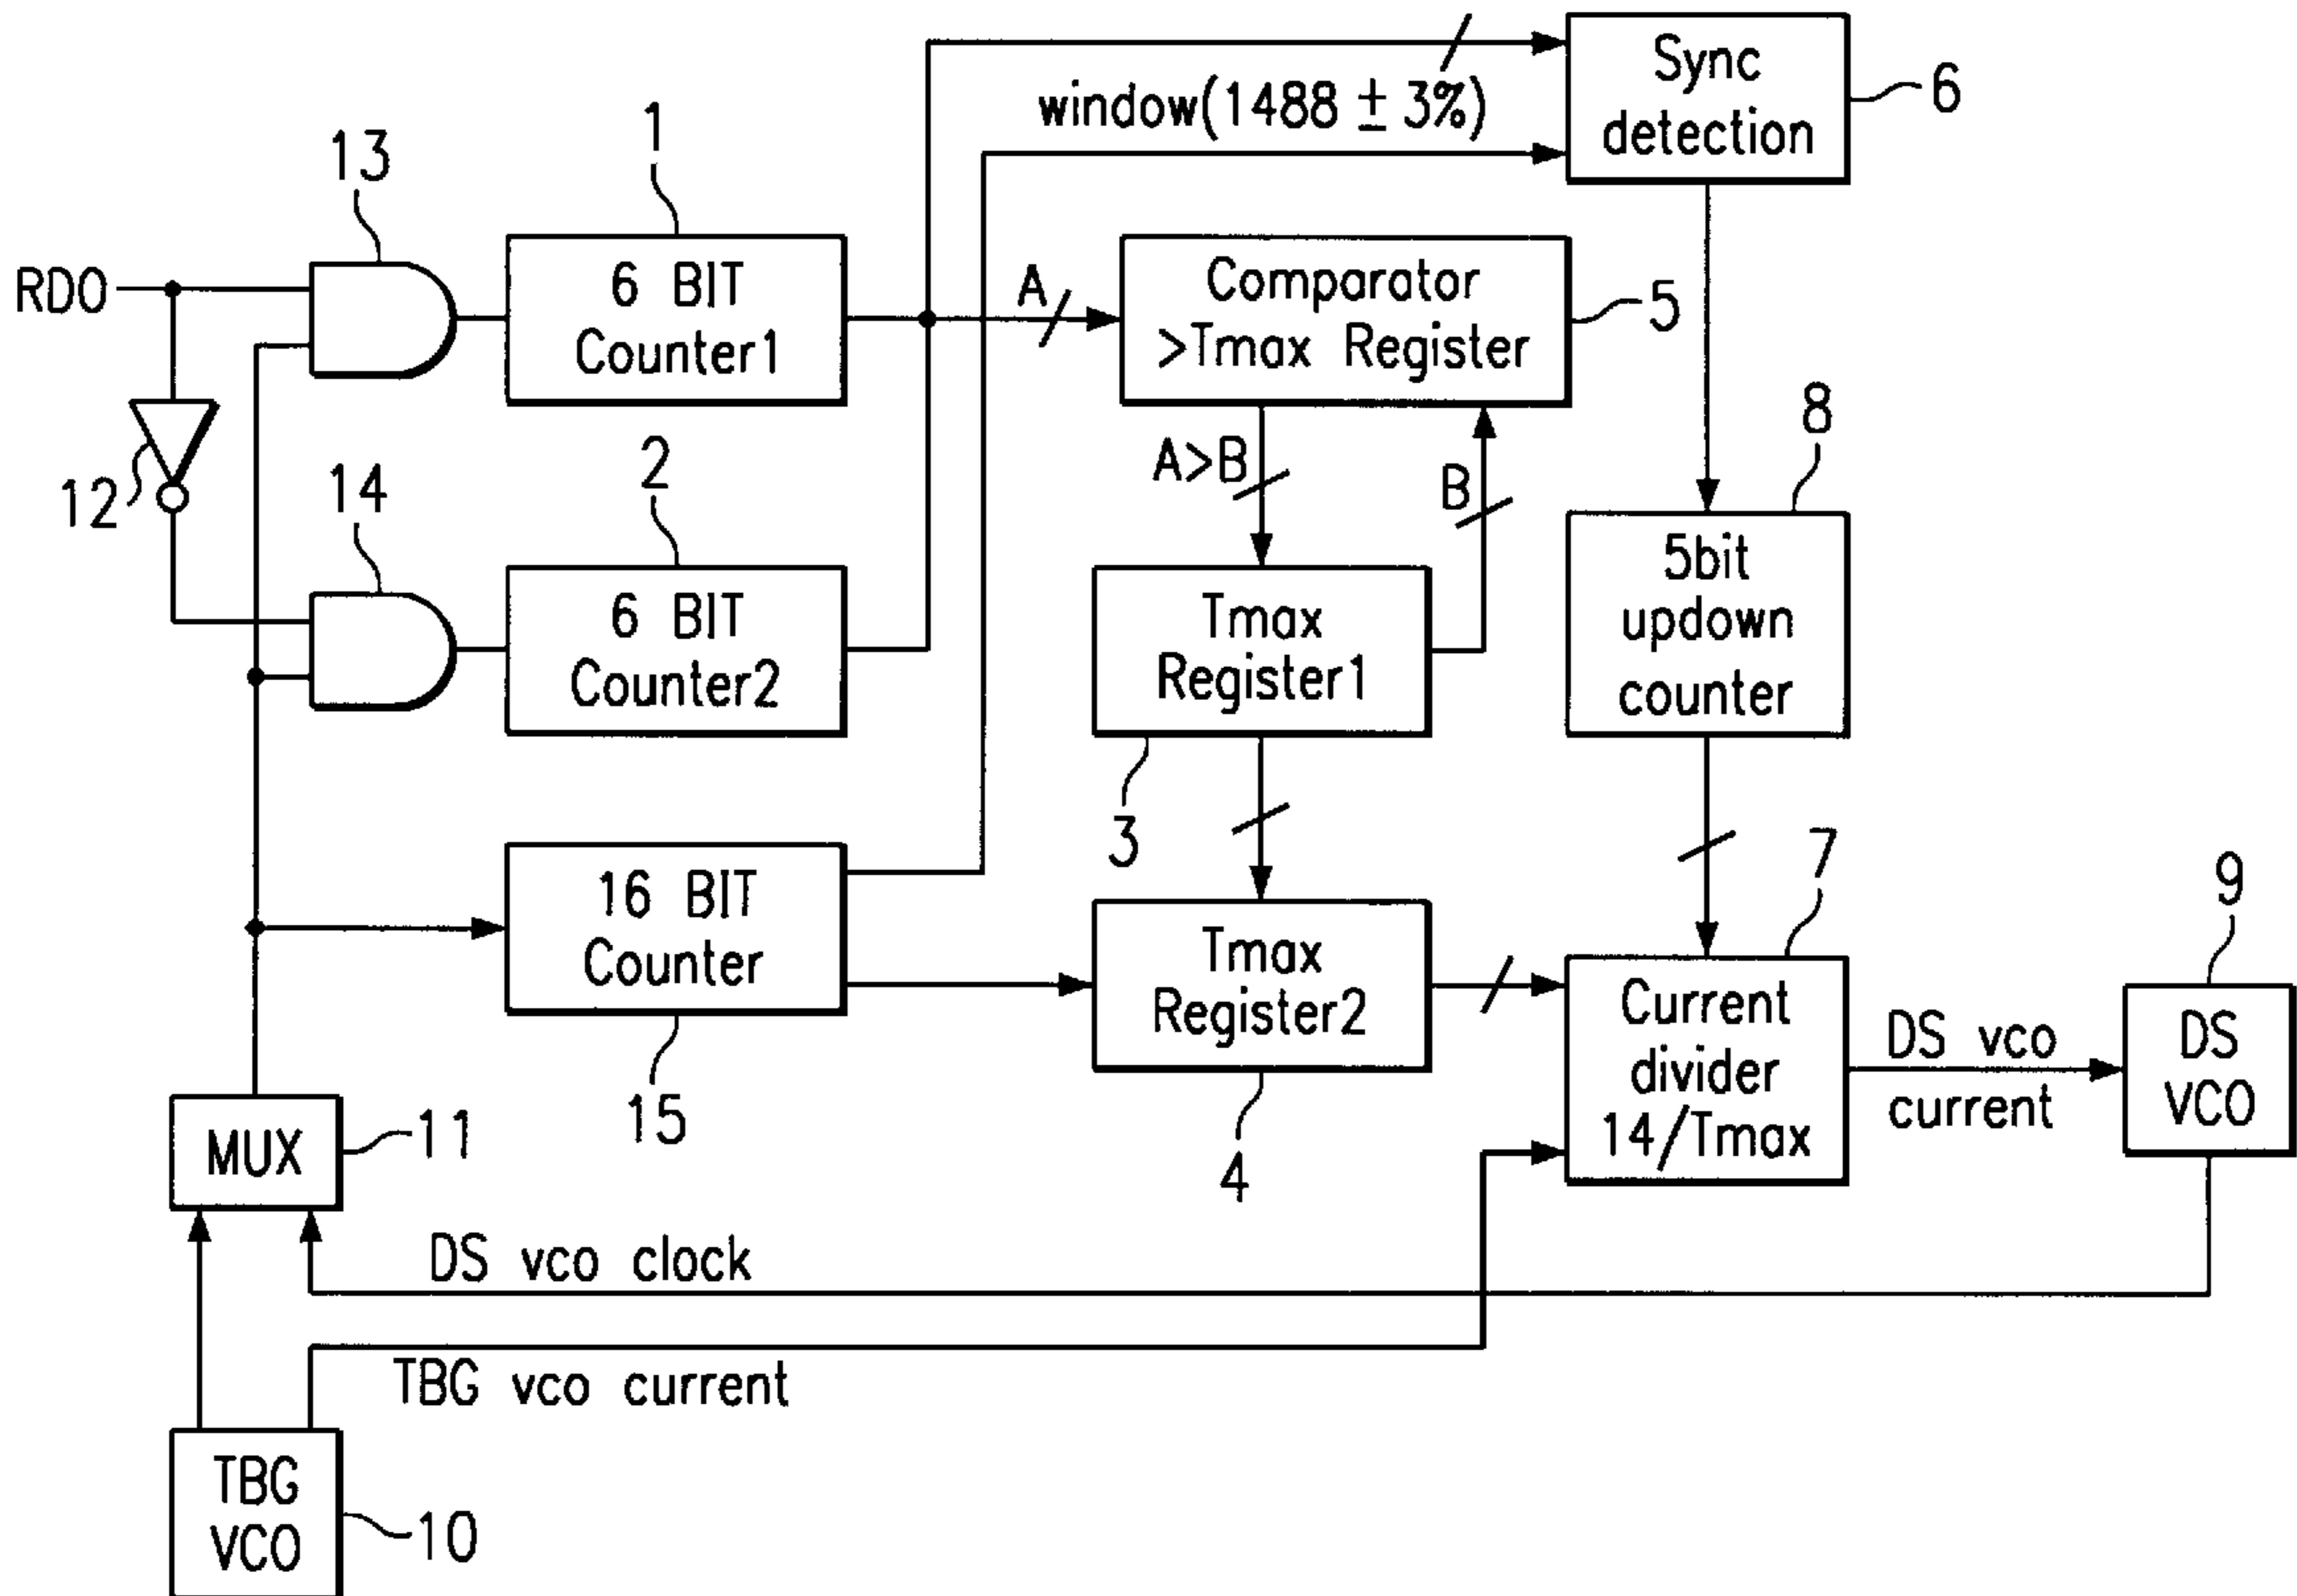 Sync
detection
6
window(1488 ± 3%)
1
13
RDO
6 BIT
Counter1
A
Comparator
>Tmax Register
5
12
14
2
A>B
B
8
6 BIT
Counter2
Tmax
Register1
5bit
updown
counter
3
7
9
16 BIT
Counter
Tmax
Register2
Current
divider
14/Tmax
DS vco
current
DS
VCO
15
4
MUX
11
DS vco clock
TBG vco current
TBG
VCO
10